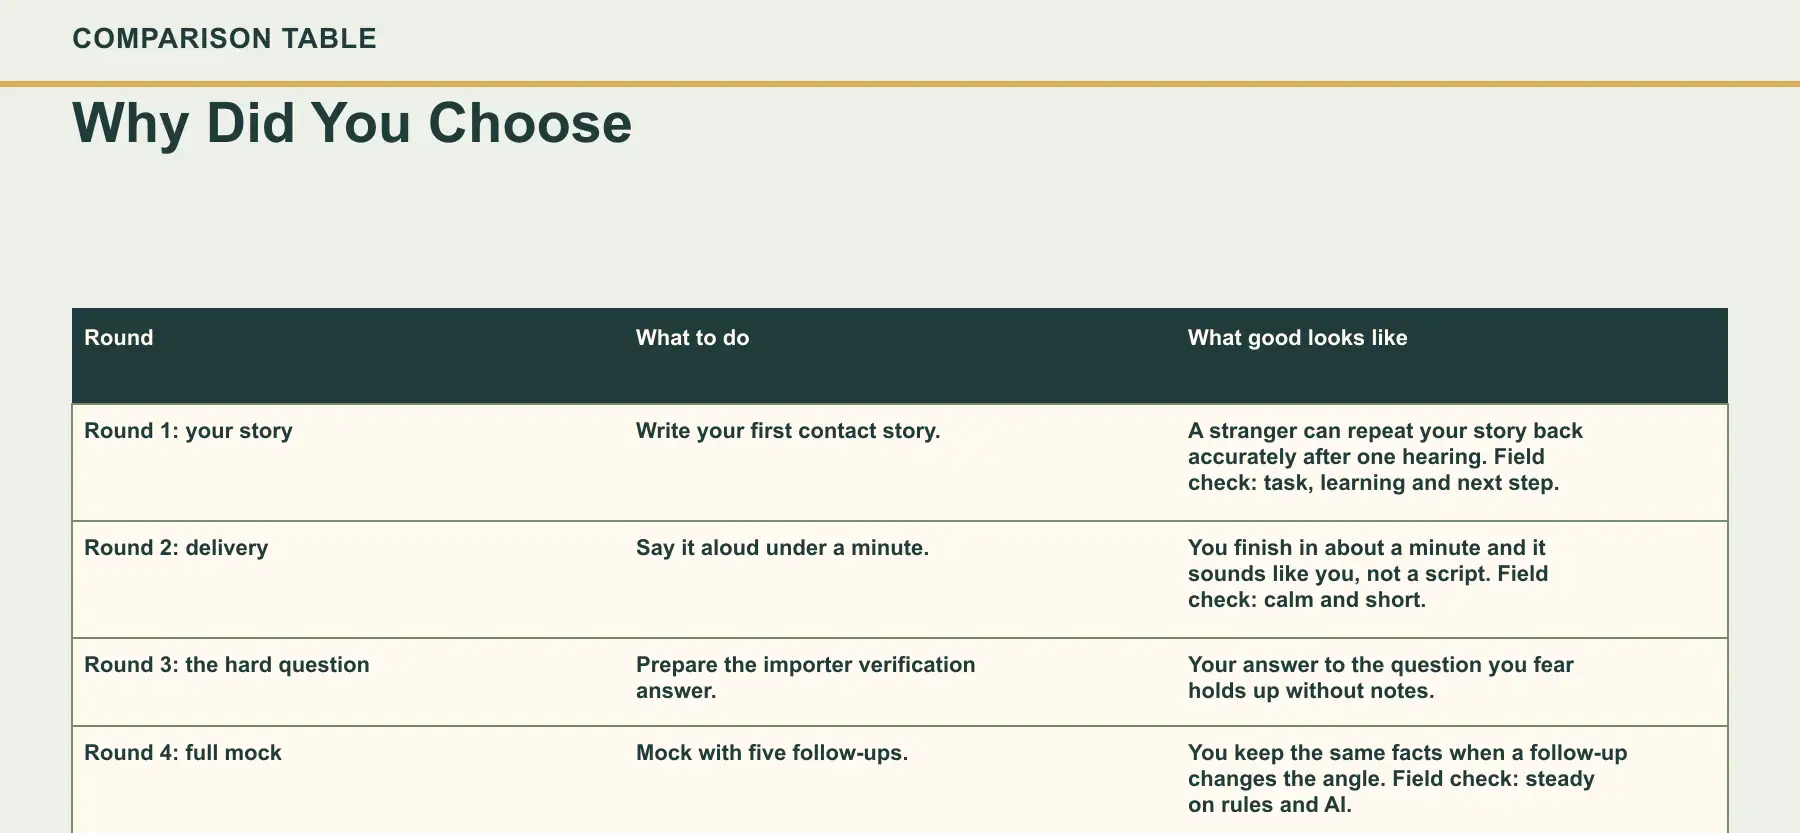 COMPARISON TABLE
Why Did You Choose
Round
What to do
What good looks like
Round 1: your story
Write your first contact story.
A stranger can repeat your story back
accurately after one hearing. Field
check: task, learning and next step.
Round 2: delivery
Say it aloud under a minute.
You finish in about a minute and it
sounds like you, not a script. Field
check: calm and short.
Round 3: the hard question
Prepare the importer verification
answer.
Your answer to the question you fear
holds up without notes.
Round 4: full mock
Mock with five follow-ups.
You keep the same facts when a follow-up
changes the angle. Field check: steady
on rules and AI.